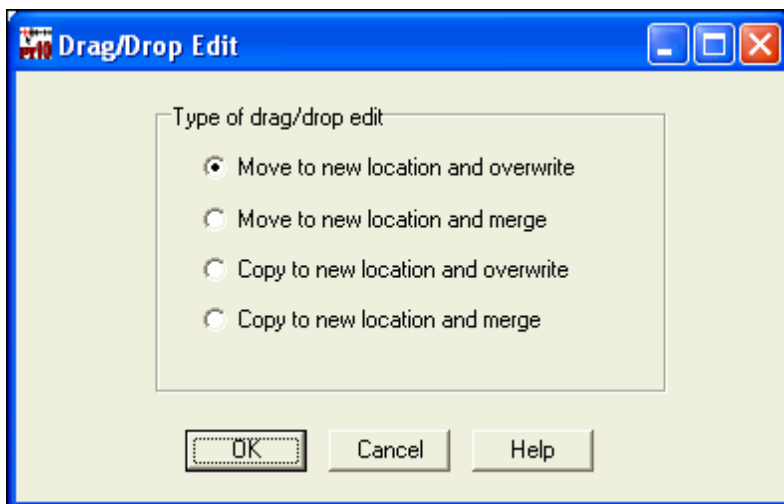 Drag/Drop Edit
Type of drag/drop edit
Move to new location and overwrite
Move to new location and merge
Copy to new location and overwrite
Copy to new location and merge
OK Cancel Help